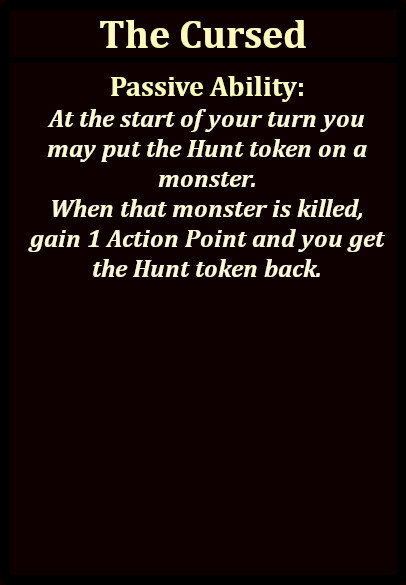 The Cursed
Passive Ability:
At the start of your turn you
may put the Hunt token on a
monster.
When that monster is killed,
gain 1 Action Point and you get
the Hunt token back.